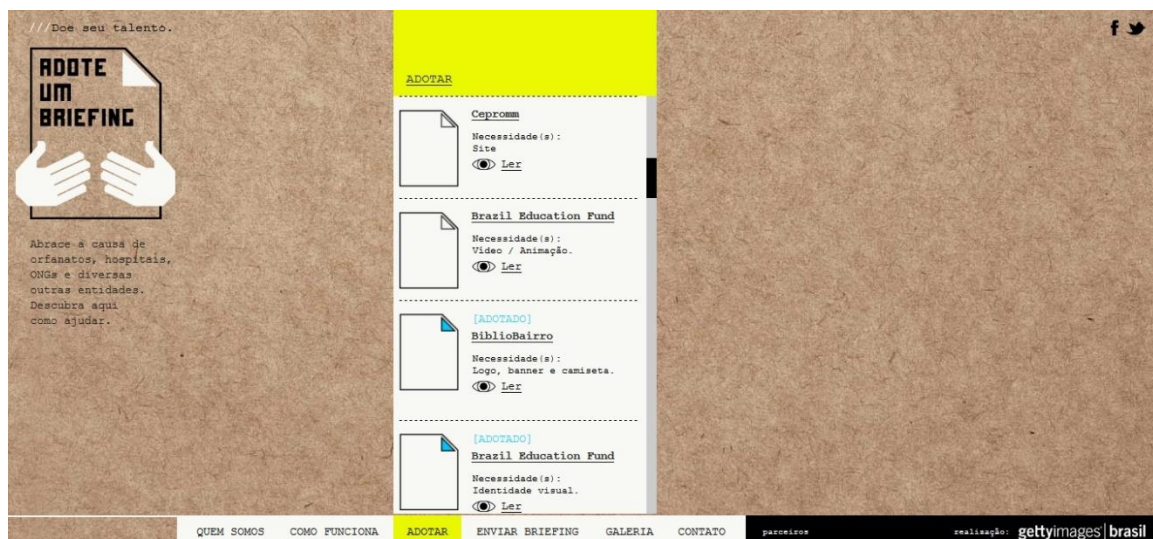 ///Doe seu talento.
ADOTE
UM
BRIEFING
Abrace a causa de
orfanatos, hospitais,
ONGs e diversas
outras entidades.
Descubra aqui
como ajudar.
ADOTAR
Cepromm
Necessidade(s):
Site
Ler
Brazil Education Fund
Necessidade(s):
Vídeo / Animação.
Ler
[ADOTADO]
BiblioBairro
Necessidade(s):
Logo, banner e camiseta.
Ler
[ADOTADO]
Brazil Education Fund
Necessidade(s):
Identidade visual.
Ler
f
QUEM SOMOS COMO FUNCIONA ADOTAR ENVIAR BRIEFING GALERIA CONTATO parceiros realização: gettyimages| brasil